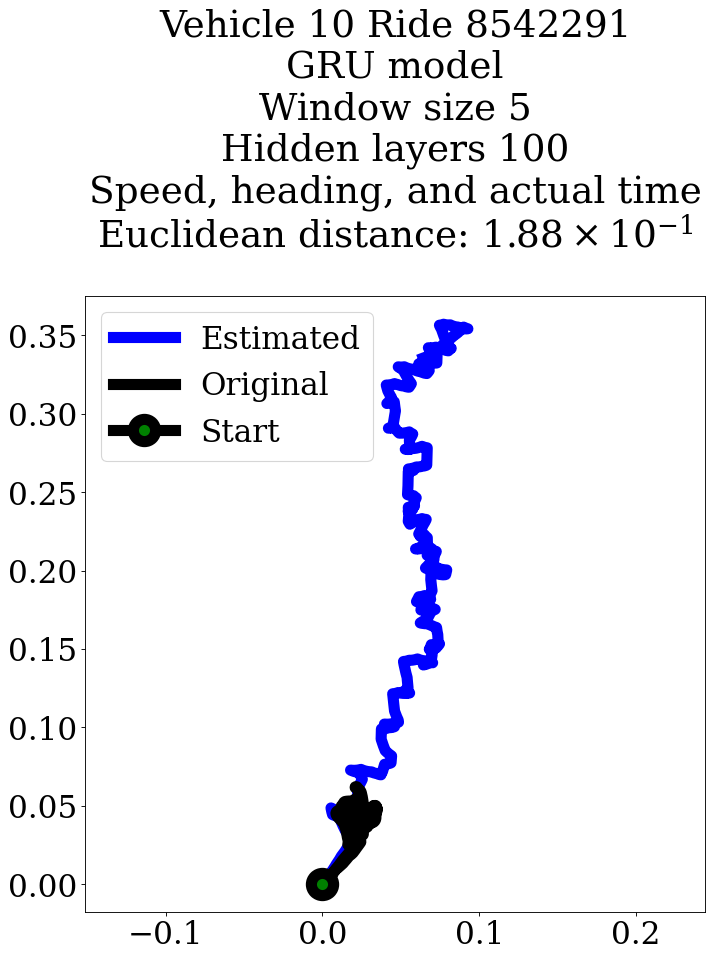 Vehicle 10 Ride 8542291
GRU model
Window size 5
Hidden layers 100
Speed, heading, and actual time
Euclidean distance: 1.88 × 10⁻¹
Estimated
Original
Start
0.35
0.30
0.25
0.20
0.15
0.10
0.05
0.00
−0.1 0.0 0.1 0.2